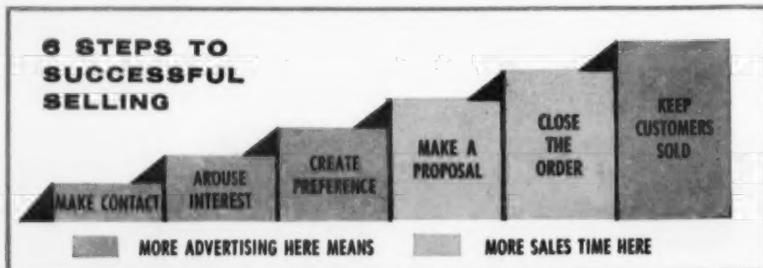 6 STEPS TO
SUCCESSFUL
SELLING
MAKE CONTACT
AROUSE
INTEREST
CREATE
PREFERENCE
MAKE A
PROPOSAL
CLOSE
THE
ORDER
KEEP
CUSTOMERS
SOLD
MORE ADVERTISING HERE MEANS
MORE SALES TIME HERE